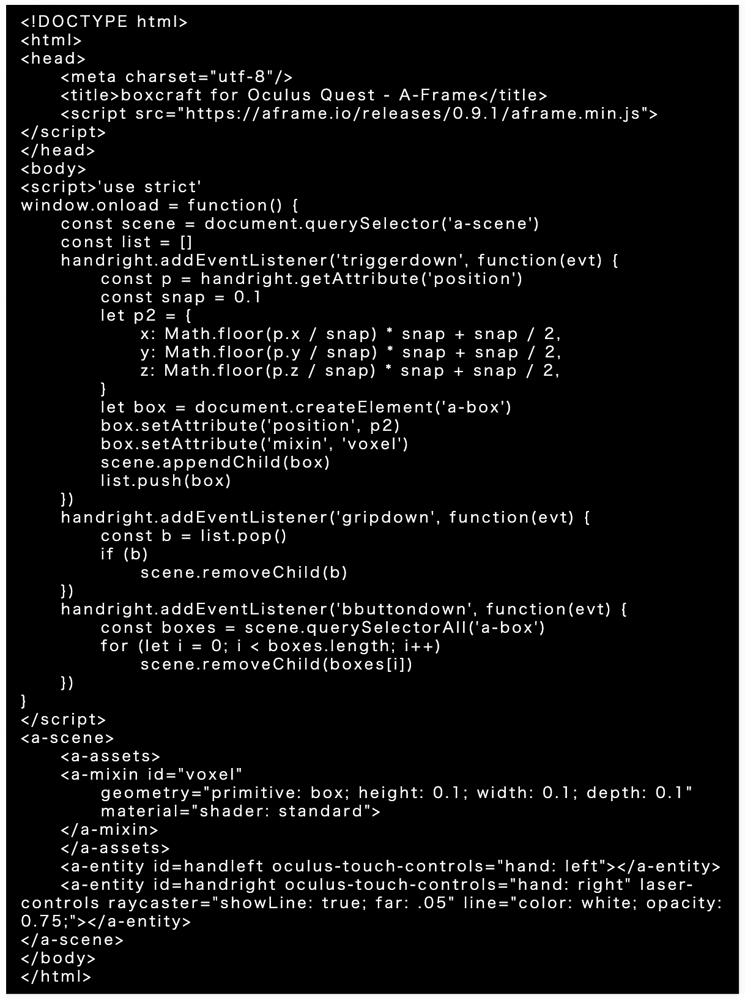 <!DOCTYPE html>
<html>
<head>
    <meta charset="utf-8"/>
    <title>boxcraft for Oculus Quest - A-Frame</title>
    <script src="https://aframe.io/releases/0.9.1/aframe.min.js">
</script>
</head>
<body>
<script>'use strict'
window.onload = function() {
    const scene = document.querySelector('a-scene')
    const list = []
    handright.addEventListener('triggerdown', function(evt) {
        const p = handright.getAttribute('position')
        const snap = 0.1
        let p2 = {
            x: Math.floor(p.x / snap) * snap + snap / 2,
            y: Math.floor(p.y / snap) * snap + snap / 2,
            z: Math.floor(p.z / snap) * snap + snap / 2,
        }
        let box = document.createElement('a-box')
        box.setAttribute('position', p2)
        box.setAttribute('mixin', 'voxel')
        scene.appendChild(box)
        list.push(box)
    })
    handright.addEventListener('gripdown', function(evt) {
        const b = list.pop()
        if (b)
            scene.removeChild(b)
    })
    handright.addEventListener('bbuttondown', function(evt) {
        const boxes = scene.querySelectorAll('a-box')
        for (let i = 0; i < boxes.length; i++)
            scene.removeChild(boxes[i])
    })
}
</script>
<a-scene>
    <a-assets>
    <a-mixin id="voxel"
        geometry="primitive: box; height: 0.1; width: 0.1; depth: 0.1"
        material="shader: standard">
    </a-mixin>
    </a-assets>
    <a-entity id=handleft oculus-touch-controls="hand: left"></a-entity>
    <a-entity id=handright oculus-touch-controls="hand: right" laser-
controls raycaster="showLine: true; far: .05" line="color: white; opacity:
0.75;"></a-entity>
</a-scene>
</body>
</html>